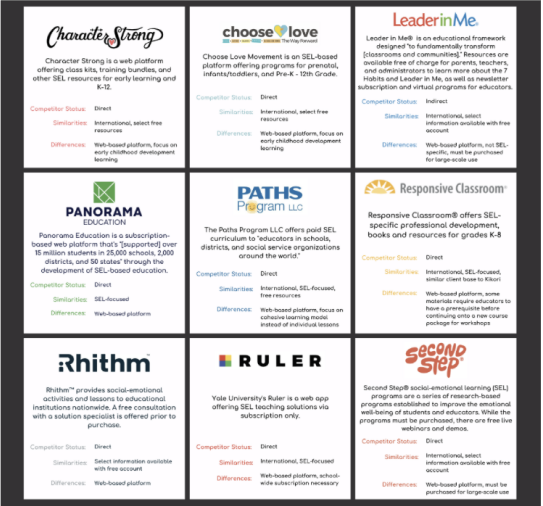 Character Strong
Character Strong is a web platform
offering class kits, training bundles, and
other SEL resources for early learning and
K-12.
Competitor Status: Direct
Similarities: International, select free
resources
Differences: Web-based platform, focus on
early childhood development
learning
choose love
The Way Forward
Choose Love Movement is an SEL-based
platform offering programs for prenatal,
infants/toddlers, and Pre-K - 12th Grade.
Competitor Status: Direct
Similarities: International, select free
resources
Differences: Web-based platform, focus on
early childhood development
learning
Leader in Me®
Leader in Me® is an educational framework
designed "to fundamentally transform
[classrooms and communities]." Resources are
available free of charge for parents, teachers,
and administrators to learn more about the 7
Habits and Leader in Me, as well as newsletter
subscription and virtual programs for educators.
Competitor Status: Indirect
Similarities: International, select
information available with free
account
Differences: Web-based platform, not SEL-
specific, must be purchased
for large-scale use
PANORAMA
EDUCATION
Panorama Education is a subscription-
based web platform that's "[supported] over
15 million students in 25,000 schools, 2,000
districts, and 50 states" through the
development of SEL-based education.
Competitor Status: Direct
Similarities: SEL-focused
Differences: Web-based platform
PATHS
Program LLC
The Paths Program LLC offers paid SEL
curriculum to "educators in schools,
districts, and social service organizations
around the world."
Competitor Status: Direct
Similarities: International, SEL-focused,
free resources
Differences: Web-based platform, focus on
cohesive learning model
instead of individual lessons
Responsive Classroom®
Responsive Classroom® offers SEL-
specific professional development,
books and resources for grades K-8
Competitor Status: Direct
Similarities: International, SEL-focused,
similar client base to Kikori
Differences: Web-based platform, some
materials require educators to
have a prerequisite before
continuing onto a new course
package for workshops
Rhithm™
Rhithm™ provides social-emotional
activities and lessons to educational
institutions nationwide. A free consultation
with a solution specialist is offered prior to
purchase.
Competitor Status: Direct
Similarities: Select information available
with free account
Differences: Web-based platform
RULER
Yale University's Ruler is a web app
offering SEL teaching solutions via
subscription only.
Competitor Status: Direct
Similarities: International, SEL-focused
Differences: Web-based platform, school-
wide subscription necessary
SECOND
STEP®
Second Step® social-emotional learning (SEL)
programs are a series of research-based
programs established to improve the emotional
well-being of students and educators. While the
programs must be purchased, there are free live
webinars and demos.
Competitor Status: Direct
Similarities: International, select
information available with free
account
Differences: Web-based platform, must be
purchased for large-scale use